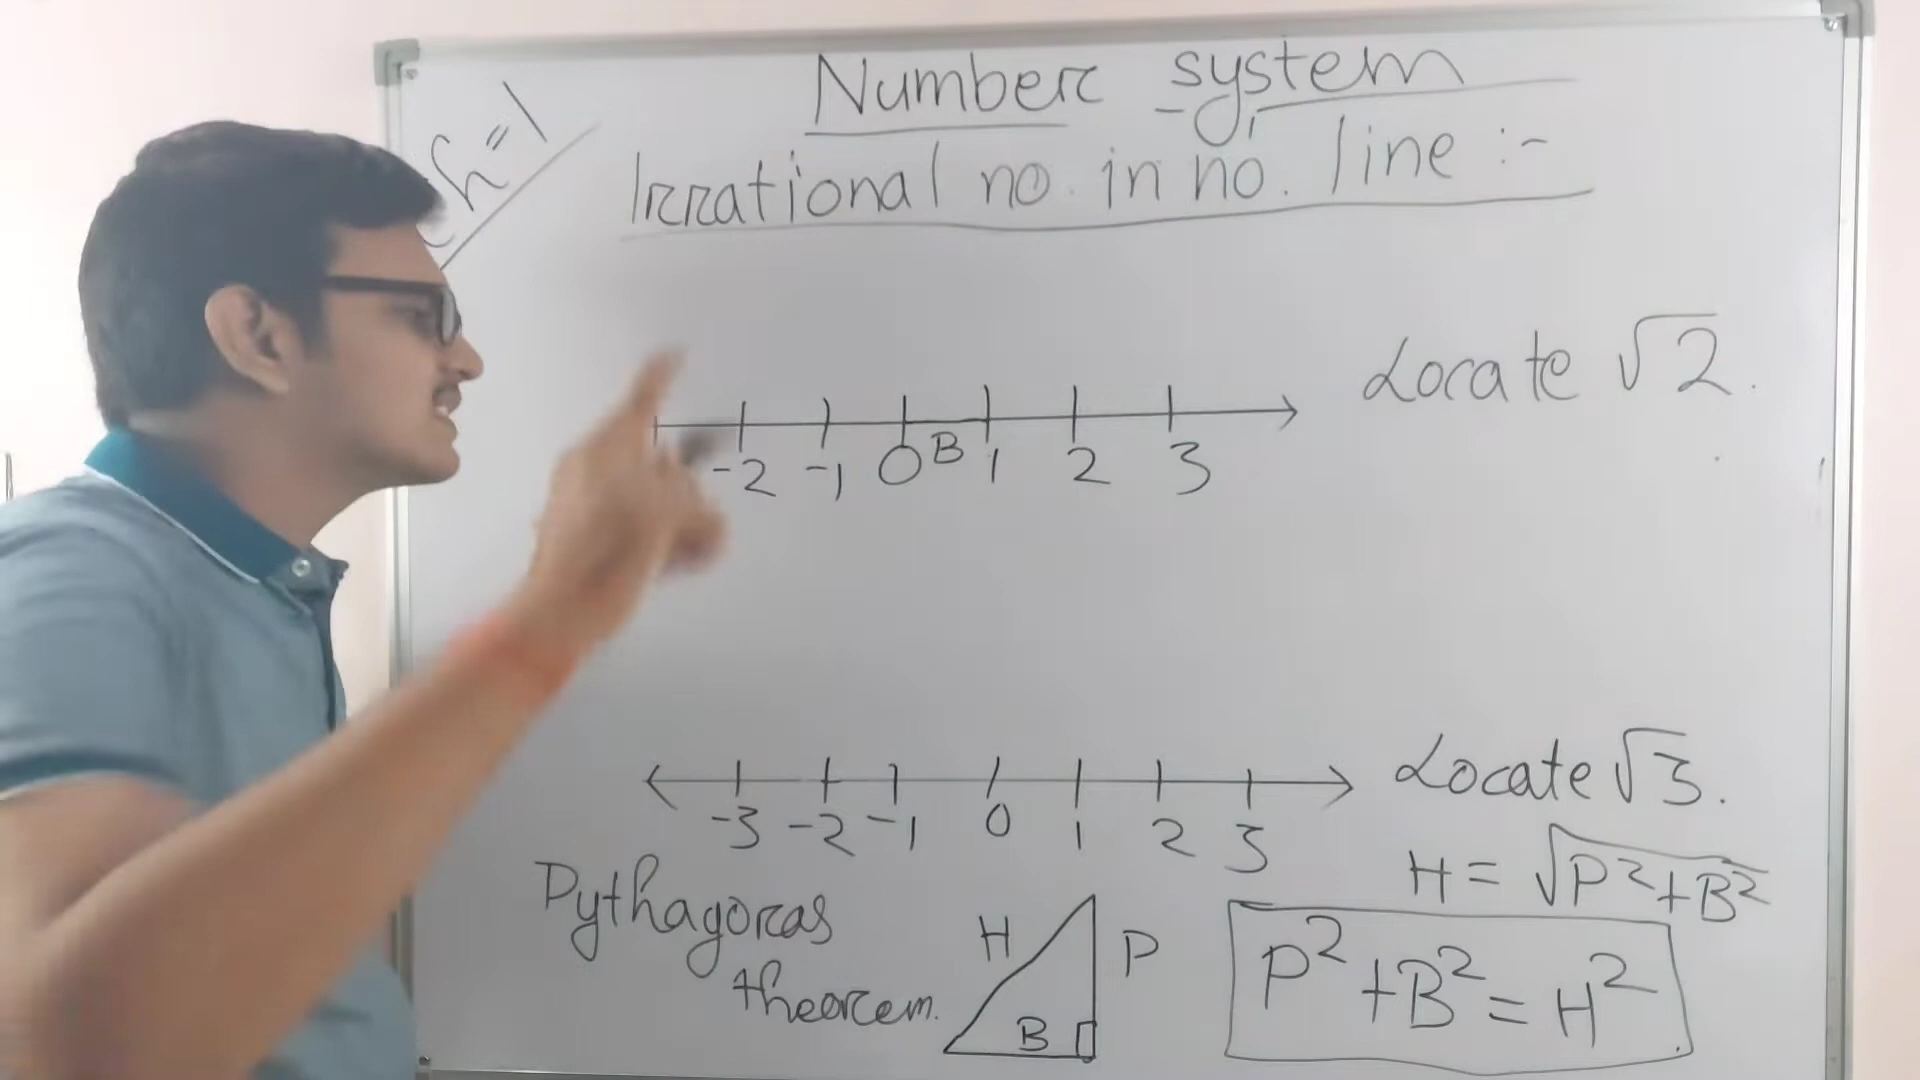 Ch=1
Number system
Irrational no. in no. line :-
Locate √2.
-2 -1 0 B 1 2 3
Locate √3.
-3 -2 -1 0 1 2 3
H = √P²+B²
Pythagoras
theorem.
H P
B
P²+B²=H²